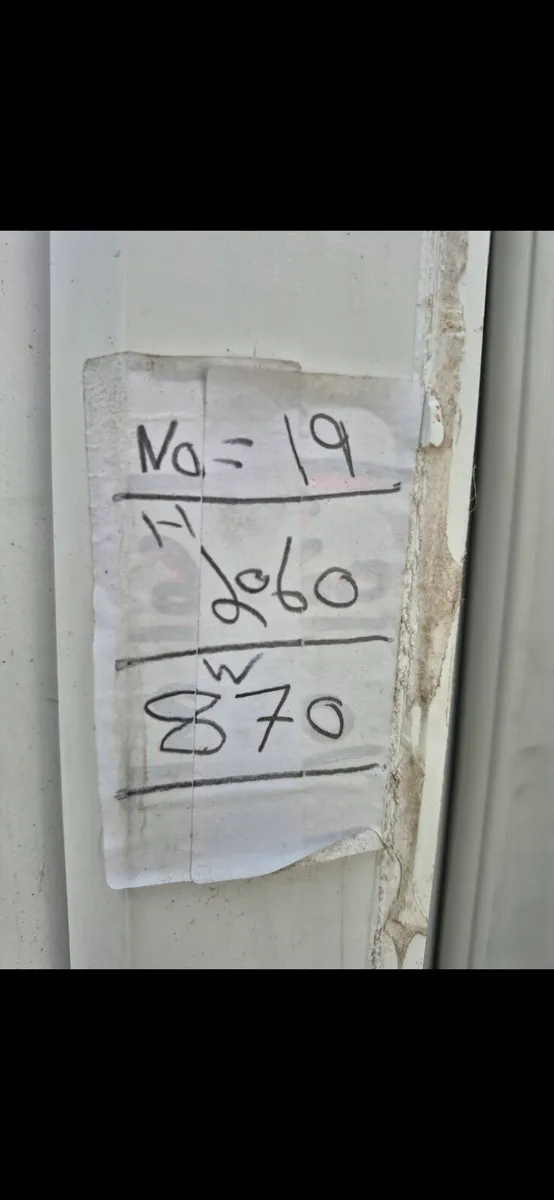 No = 19
H
2060
W
870